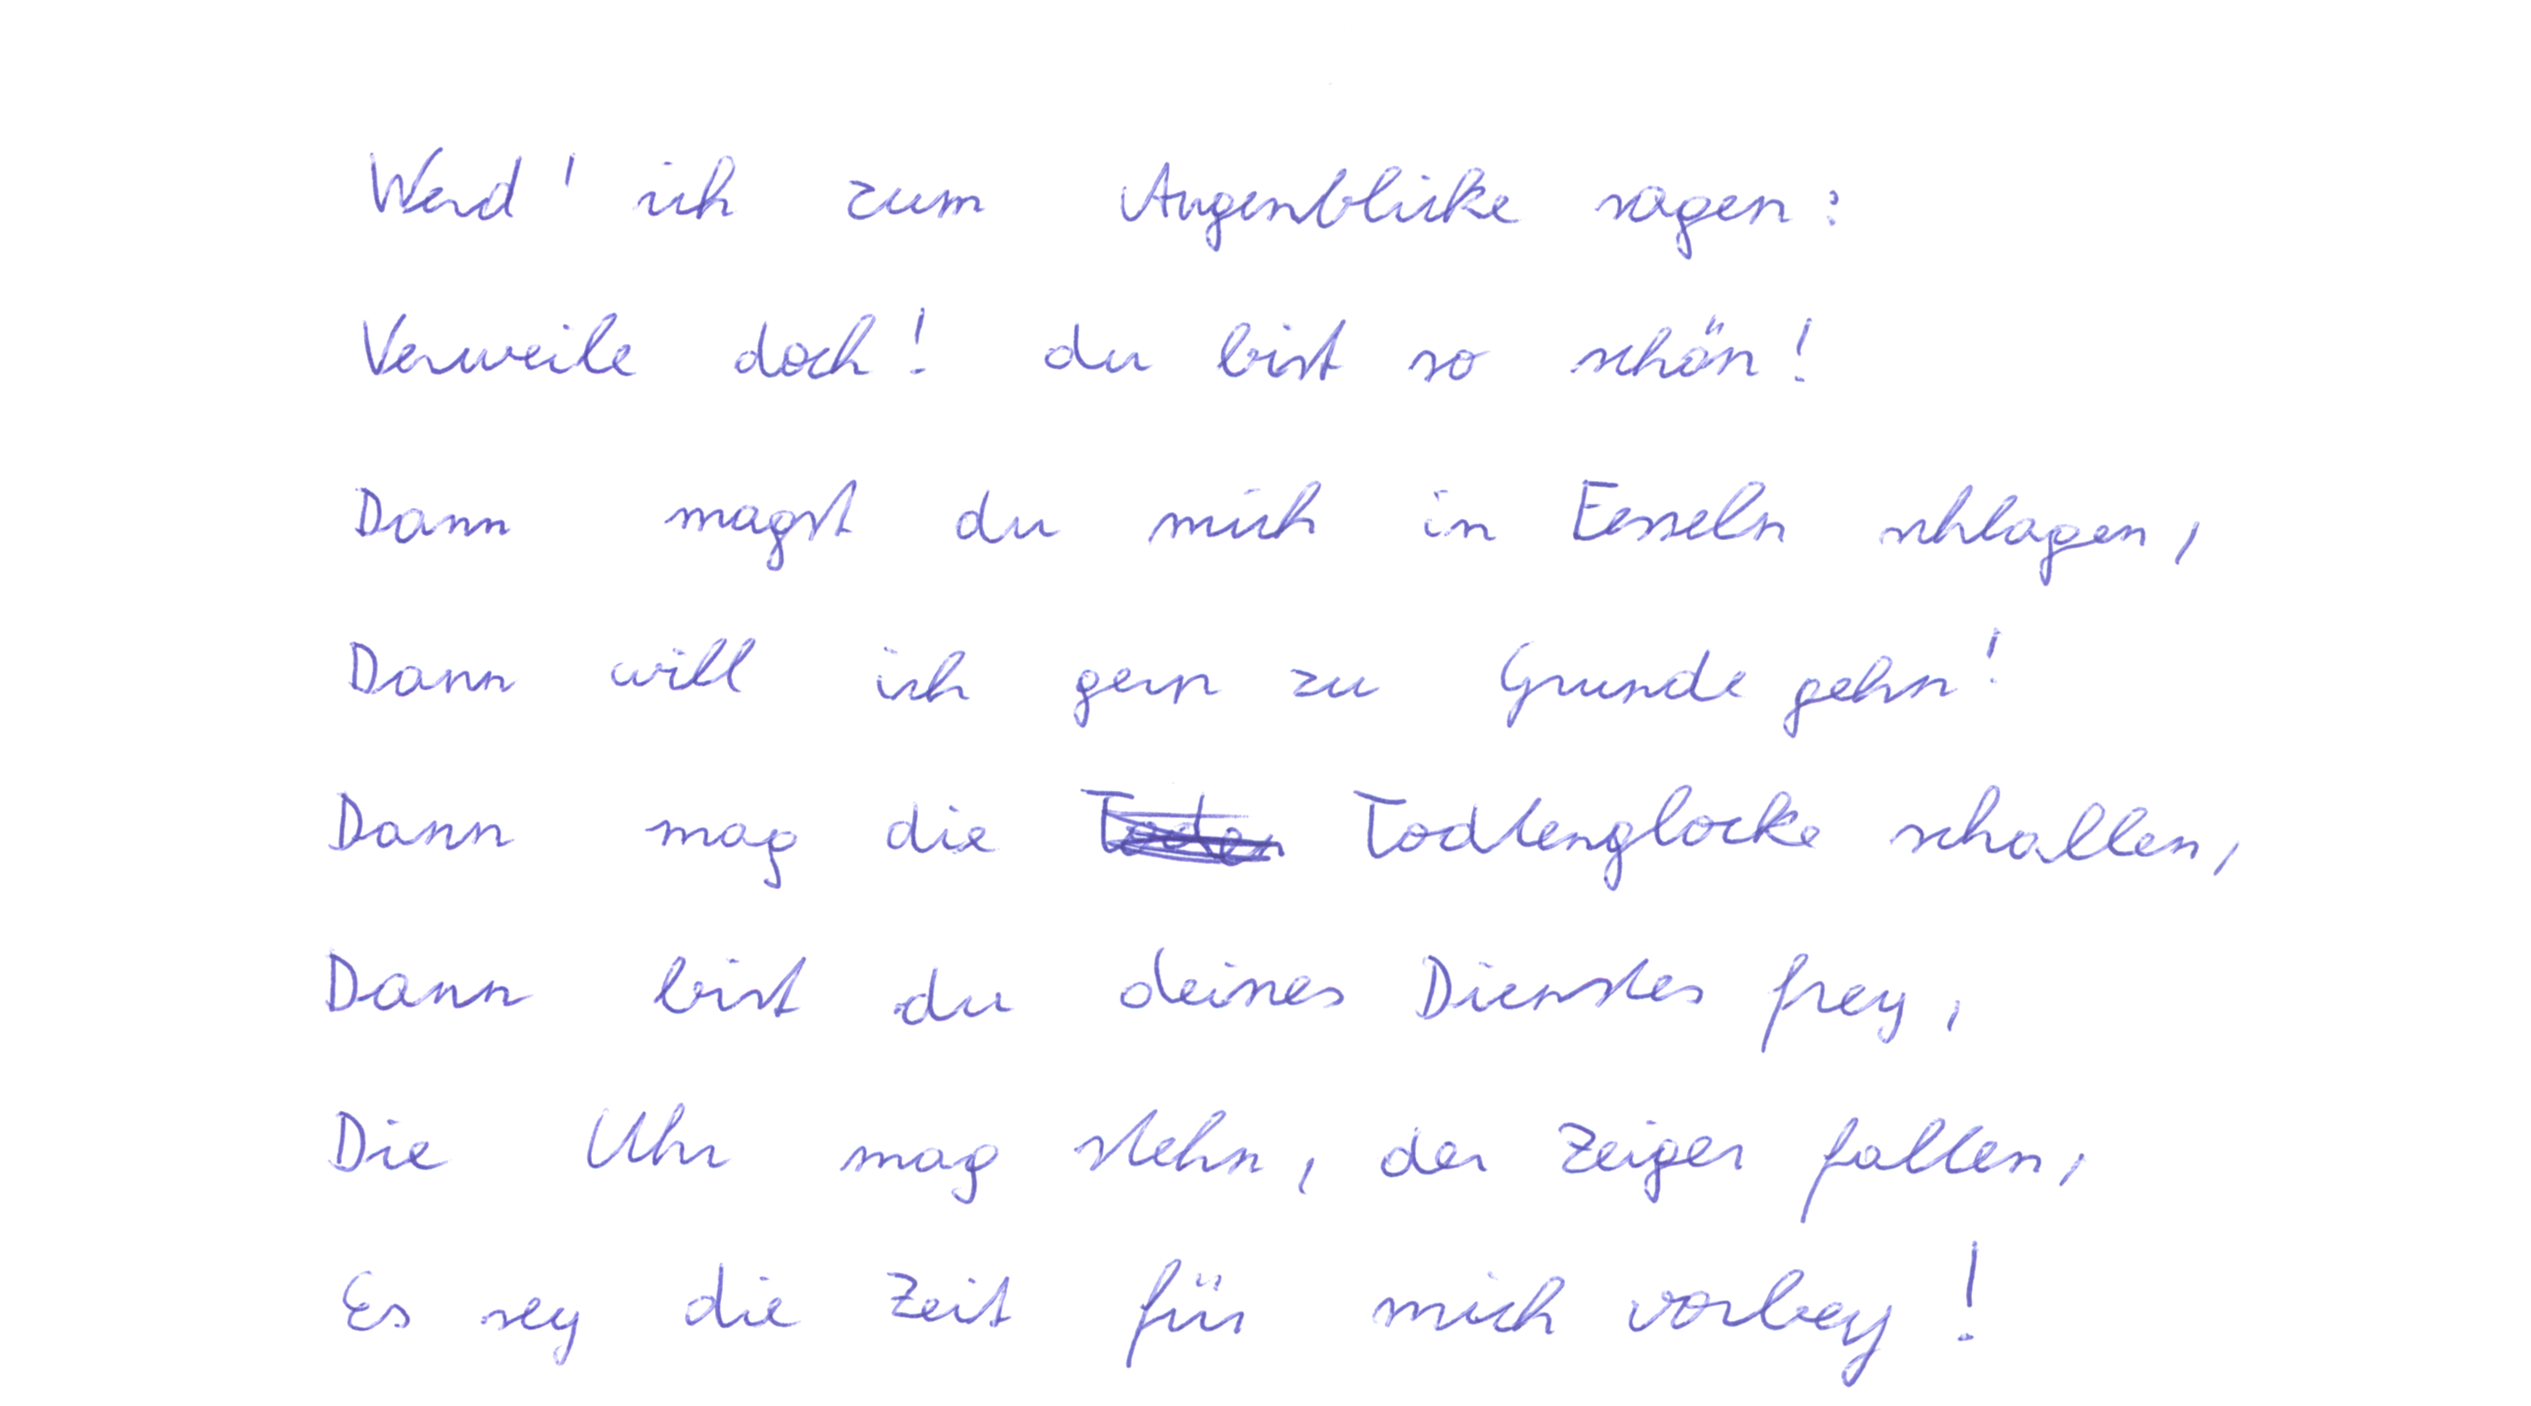 Werd' ich zum Augenblicke sagen:
Verweile doch! du bist so schön!
Dann magst du mich in Fesseln schlagen,
Dann will ich gern zu Grunde gehn!
Dann mag die Todtenglocke schallen,
Dann bist du deines Dienstes frey,
Die Uhr mag stehn, der Zeiger fallen,
Es sey die Zeit für mich vorbey!